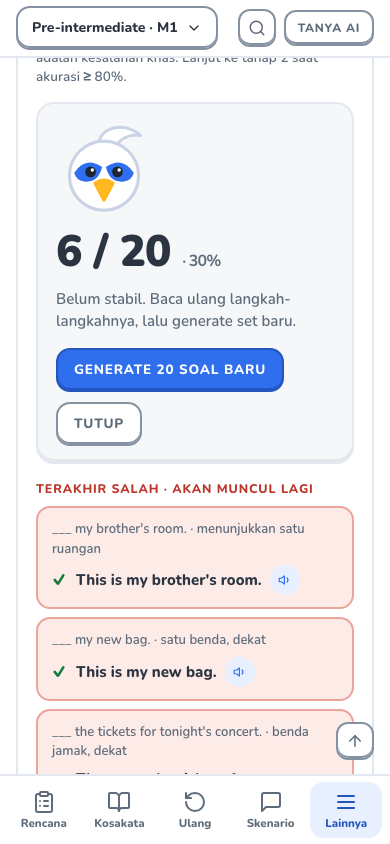 Pre-intermediate · M1
TANYA AI
adalah kesalahan khas. Lanjut ke tahap 2 saat
akurasi ≥ 80%.
6 / 20 · 30%
Belum stabil. Baca ulang langkah-
langkahnya, lalu generate set baru.
GENERATE 20 SOAL BARU
TUTUP
TERAKHIR SALAH · AKAN MUNCUL LAGI
___ my brother's room. · menunjukkan satu
ruangan
This is my brother's room.
___ my new bag. · satu benda, dekat
This is my new bag.
___ the tickets for tonight's concert. · benda
jamak, dekat
Rencana
Kosakata
Ulang
Skenario
Lainnya